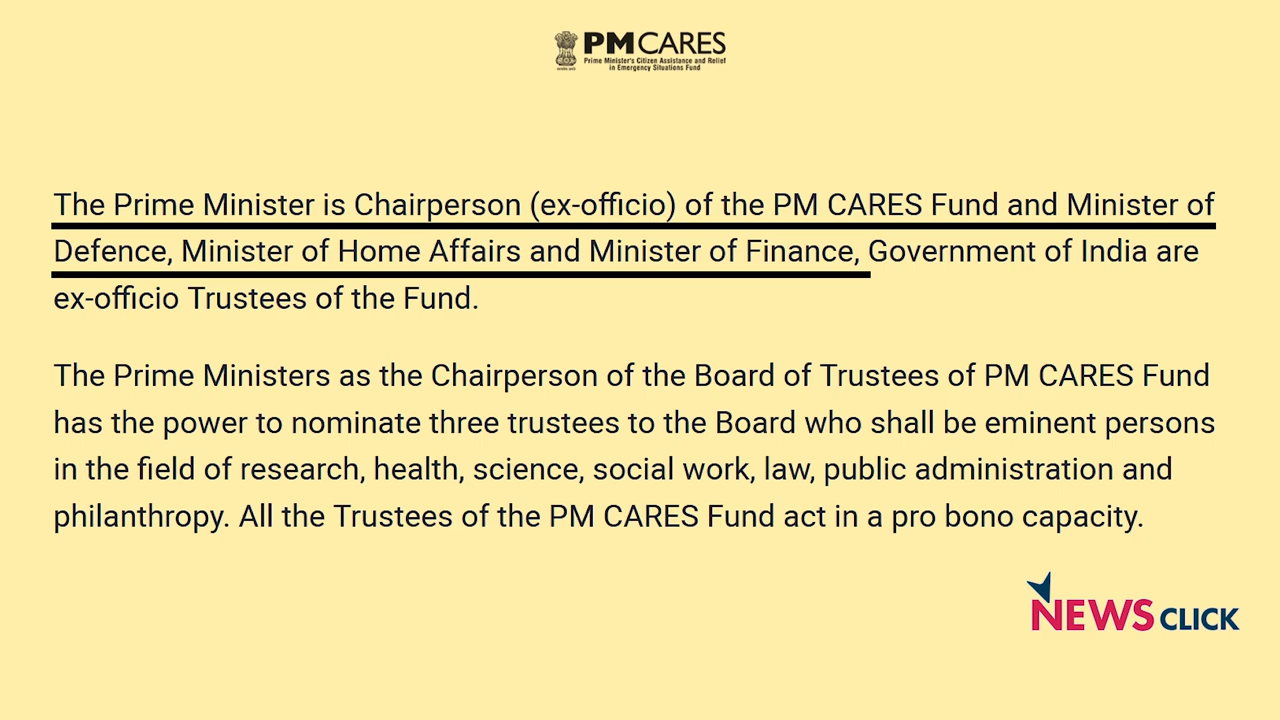 PM CARES
Prime Minister's Citizen Assistance and Relief
in Emergency Situations Fund
The Prime Minister is Chairperson (ex-officio) of the PM CARES Fund and Minister of
Defence, Minister of Home Affairs and Minister of Finance, Government of India are
ex-officio Trustees of the Fund.
The Prime Ministers as the Chairperson of the Board of Trustees of PM CARES Fund
has the power to nominate three trustees to the Board who shall be eminent persons
in the field of research, health, science, social work, law, public administration and
philanthropy. All the Trustees of the PM CARES Fund act in a pro bono capacity.
NEWSCLICK